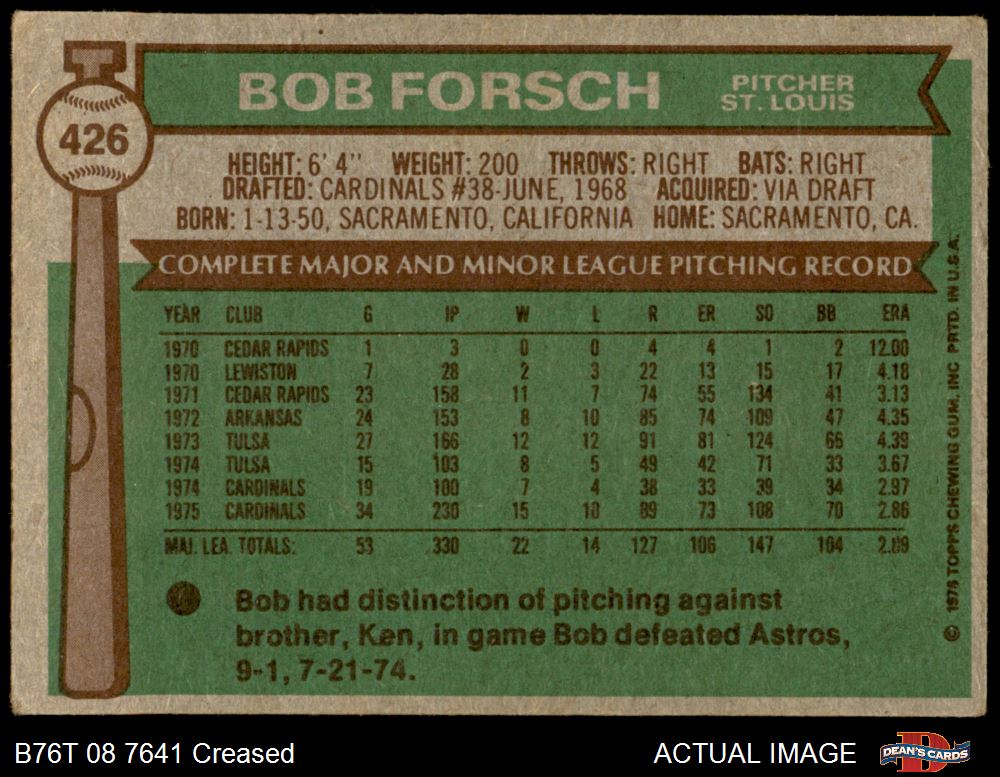 BOB FORSCH
PITCHER
ST. LOUIS
426
HEIGHT: 6' 4" WEIGHT: 200 THROWS: RIGHT BATS: RIGHT
DRAFTED: CARDINALS #38-JUNE, 1968 ACQUIRED: VIA DRAFT
BORN: 1-13-50, SACRAMENTO, CALIFORNIA HOME: SACRAMENTO, CA.
COMPLETE MAJOR AND MINOR LEAGUE PITCHING RECORD
YEAR CLUB G IP W L R ER SO BB ERA
1970 CEDAR RAPIDS 1 3 0 0 4 4 1 2 12.00
1970 LEWISTON 7 28 2 3 22 13 15 17 4.18
1971 CEDAR RAPIDS 23 158 11 7 74 55 134 41 3.13
1972 ARKANSAS 24 153 8 10 85 74 109 47 4.35
1973 TULSA 27 166 12 12 91 81 124 66 4.39
1974 TULSA 15 103 8 5 49 42 71 33 3.67
1974 CARDINALS 19 100 7 4 38 33 39 34 2.97
1975 CARDINALS 34 230 15 10 89 73 108 70 2.86
MAJ. LEA. TOTALS: 53 330 22 14 127 106 147 104 2.89
Bob had distinction of pitching against
brother, Ken, in game Bob defeated Astros,
9-1, 7-21-74.
© 1976 TOPPS CHEWING GUM, INC PRTD. IN U.S.A.
B76T 08 7641 Creased
ACTUAL IMAGE
DEAN'S CARDS